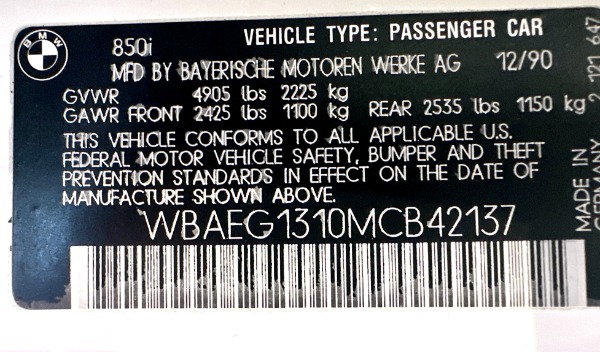 BMW
850i VEHICLE TYPE: PASSENGER CAR
MFD BY BAYERISCHE MOTOREN WERKE AG 12/90
GVWR 4905 lbs 2225 kg
GAWR FRONT 2425 lbs 1100 kg REAR 2535 lbs 1150 kg
THIS VEHICLE CONFORMS TO ALL APPLICABLE U.S.
FEDERAL MOTOR VEHICLE SAFETY, BUMPER AND THEFT
PREVENTION STANDARDS IN EFFECT ON THE DATE OF
MANUFACTURE SHOWN ABOVE.
WBAEG1310MCB42137
MADE IN
GERMANY 2 121 647